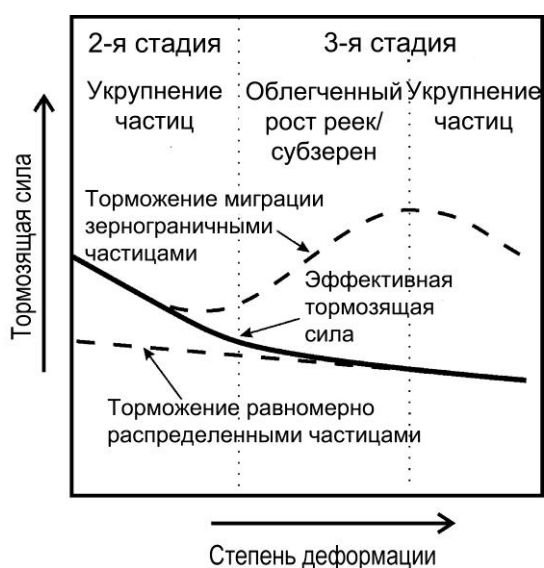 2-я стадия
3-я стадия
Укрупнение
частиц
Облегченный
рост реек/
субзерен
Укрупнение
частиц
Тормозящая сила
Торможение миграции
зернограничными
частицами
Эффективная
тормозящая
сила
Торможение равномерно
распределенными частицами
Степень деформации